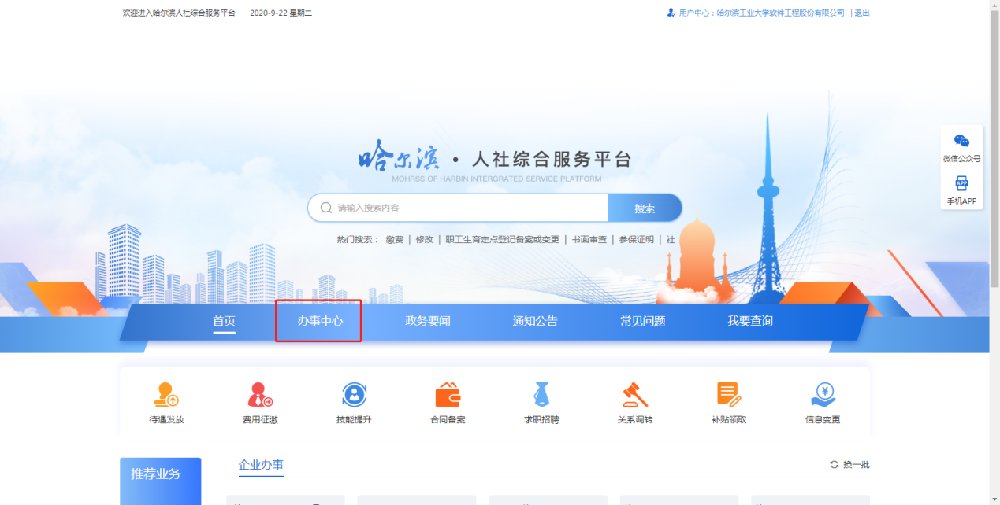 欢迎进入哈尔滨人社综合服务平台 2020-9-22 星期二
用户中心：哈尔滨工业大学软件工程股份有限公司 | 退出
哈尔滨 · 人社综合服务平台
MOHRSS OF HARBIN INTERGRATED SERVICE PLATFORM
请输入搜索内容 搜索
热门搜索： 缴费 | 修改 | 职工生育定点登记备案或变更 | 书面审查 | 参保证明 | 社
微信公众号
APP
手机APP
首页 办事中心 政务要闻 通知公告 常见问题 我要查询
待遇发放 费用征缴 技能提升 合同备案 求职招聘 关系调转 补贴领取 信息变更
推荐业务
企业办事 换一批